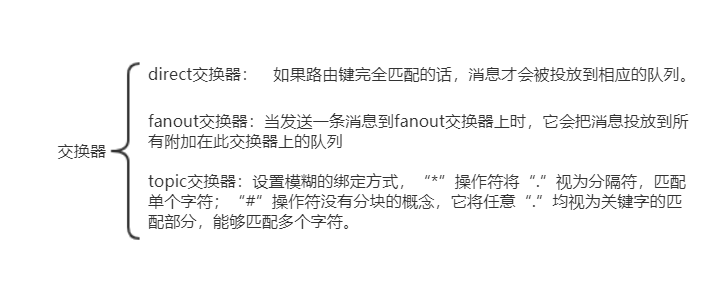 交换器
direct交换器：　如果路由键完全匹配的话，消息才会被投放到相应的队列。
fanout交换器：当发送一条消息到fanout交换器上时，它会把消息投放到所
有附加在此交换器上的队列
topic交换器：设置模糊的绑定方式，“*”操作符将“.”视为分隔符，匹配
单个字符；“#”操作符没有分块的概念，它将任意“.”均视为关键字的匹
配部分，能够匹配多个字符。